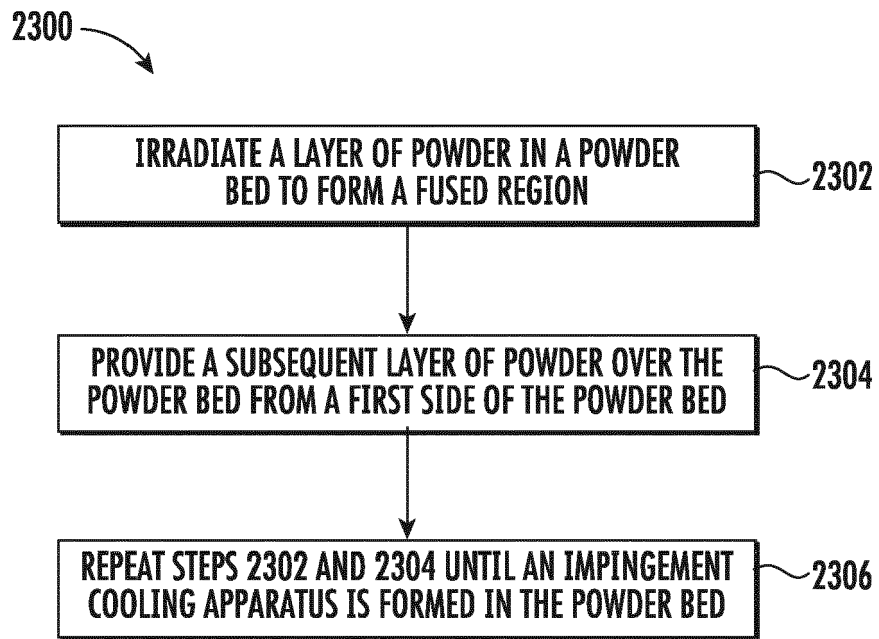 2300
IRRADIATE A LAYER OF POWDER IN A POWDER
BED TO FORM A FUSED REGION
2302
PROVIDE A SUBSEQUENT LAYER OF POWDER OVER THE
POWDER BED FROM A FIRST SIDE OF THE POWDER BED
2304
REPEAT STEPS 2302 AND 2304 UNTIL AN IMPINGEMENT
COOLING APPARATUS IS FORMED IN THE POWDER BED
2306